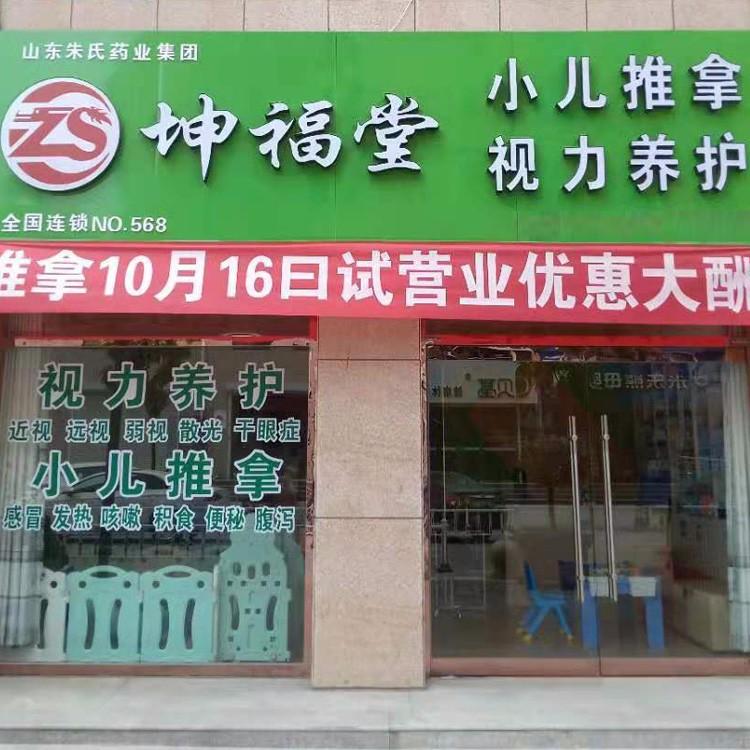 山东朱氏药业集团
ZS
坤福堂
小儿推拿
视力养护
全国连锁NO.568
推拿10月16日试营业优惠大酬
视力养护
近视 远视 弱视 散光 干眼症
小儿推拿
感冒 发热 咳嗽 积食 便秘 腹泻